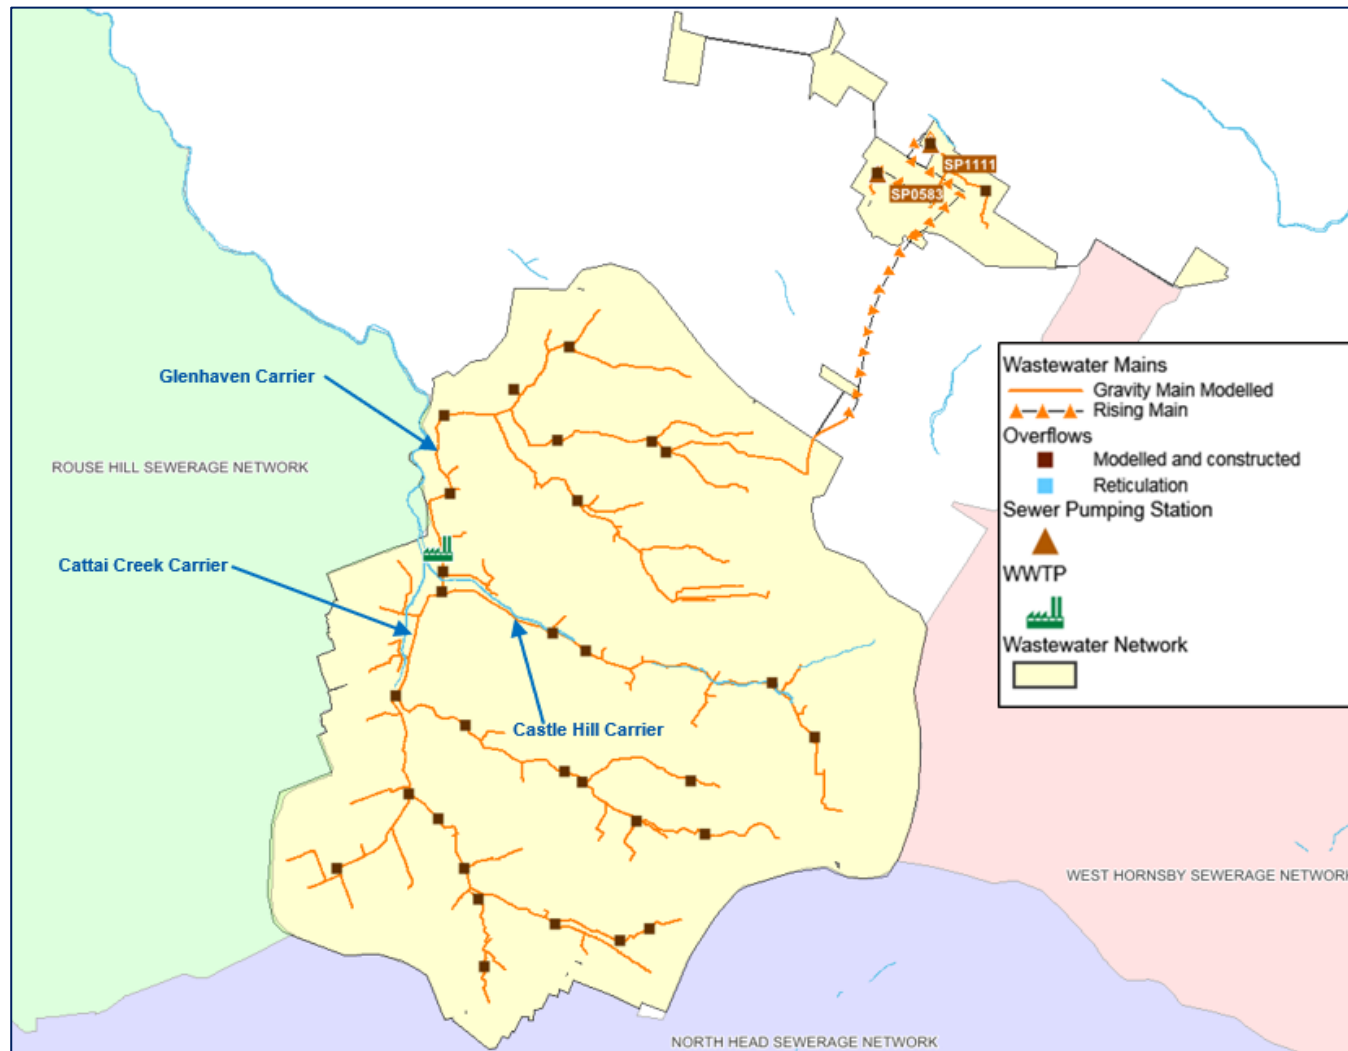 SP1111
SP0583
Glenhaven Carrier
ROUSE HILL SEWERAGE NETWORK
Cattai Creek Carrier
Castle Hill Carrier
Wastewater Mains
Gravity Main Modelled
Rising Main
Overflows
Modelled and constructed
Reticulation
Sewer Pumping Station
WWTP
Wastewater Network
WEST HORNSBY SEWERAGE NETWORK
NORTH HEAD SEWERAGE NETWORK